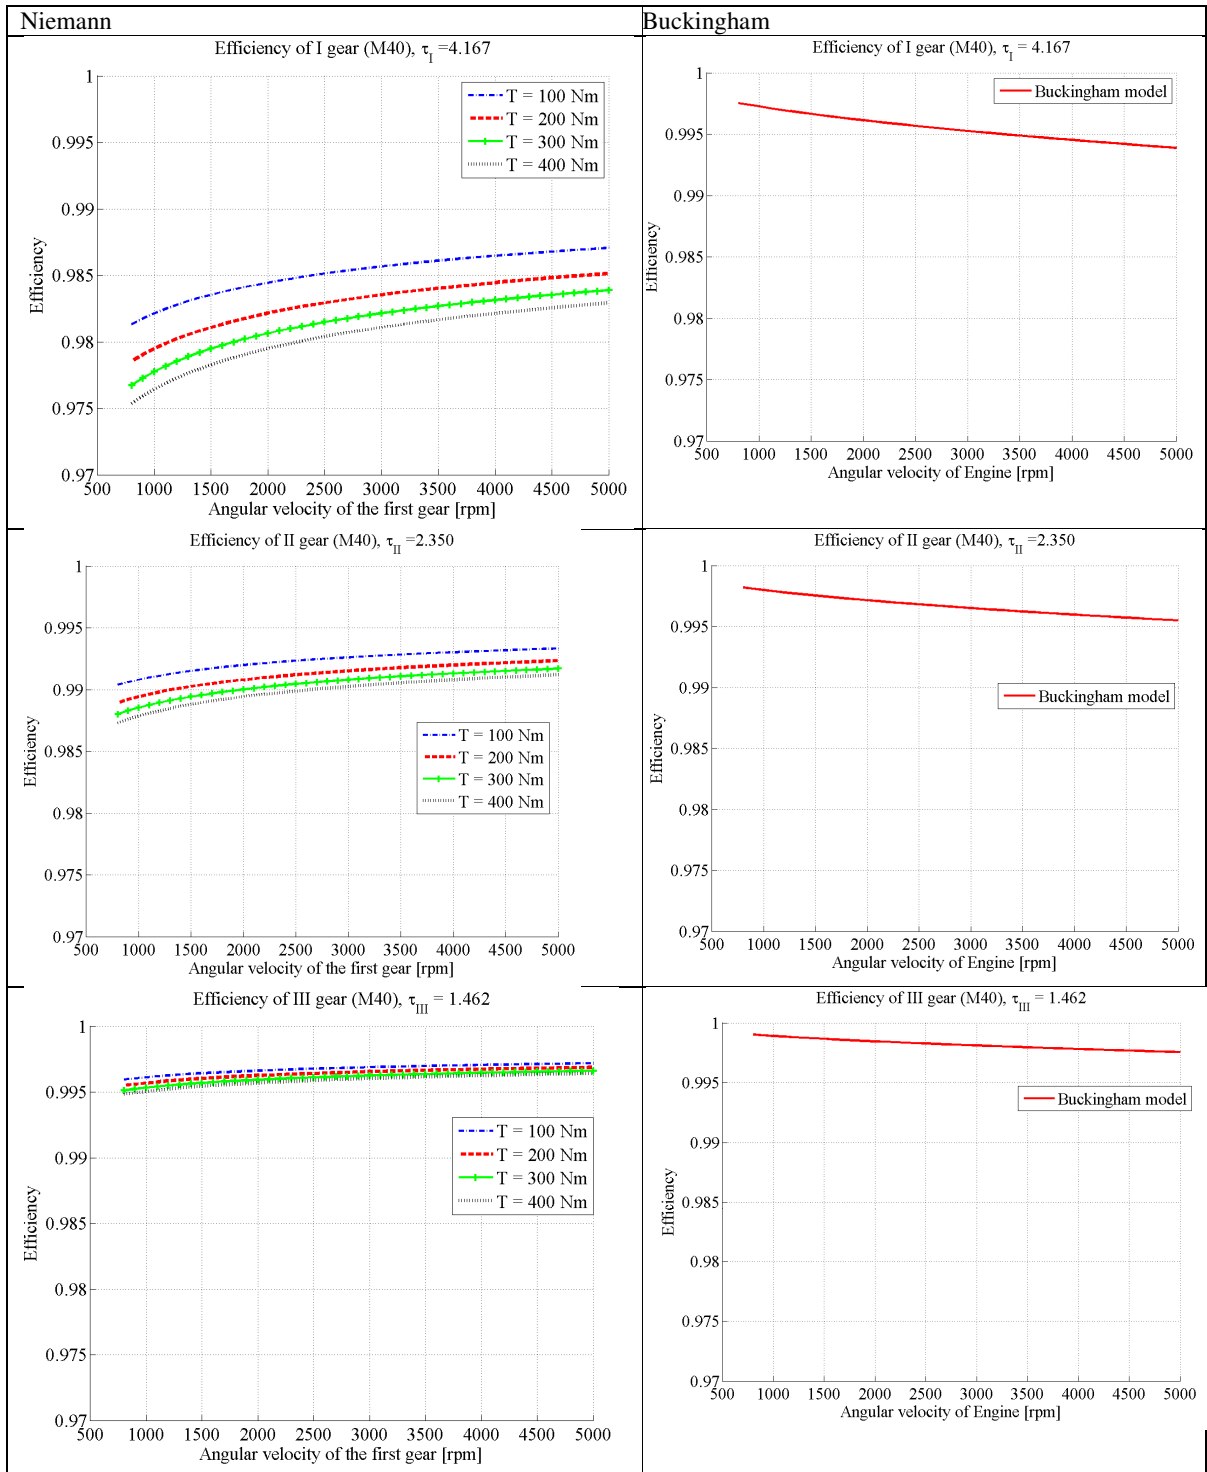 Niemann
Buckingham
Efficiency of I gear (M40), τ_I =4.167
1
0.995
0.99
0.985
0.98
0.975
0.97
Efficiency
T = 100 Nm
T = 200 Nm
T = 300 Nm
T = 400 Nm
500 1000 1500 2000 2500 3000 3500 4000 4500 5000
Angular velocity of the first gear [rpm]
Efficiency of I gear (M40), τ_I = 4.167
1
0.995
0.99
0.985
0.98
0.975
0.97
Efficiency
Buckingham model
500 1000 1500 2000 2500 3000 3500 4000 4500 5000
Angular velocity of Engine [rpm]
Efficiency of II gear (M40), τ_II =2.350
1
0.995
0.99
0.985
0.98
0.975
0.97
Efficiency
T = 100 Nm
T = 200 Nm
T = 300 Nm
T = 400 Nm
500 1000 1500 2000 2500 3000 3500 4000 4500 5000
Angular velocity of the first gear [rpm]
Efficiency of II gear (M40), τ_II =2.350
1
0.995
0.99
0.985
0.98
0.975
0.97
Efficiency
Buckingham model
500 1000 1500 2000 2500 3000 3500 4000 4500 5000
Angular velocity of Engine [rpm]
Efficiency of III gear (M40), τ_III = 1.462
1
0.995
0.99
0.985
0.98
0.975
0.97
Efficiency
T = 100 Nm
T = 200 Nm
T = 300 Nm
T = 400 Nm
500 1000 1500 2000 2500 3000 3500 4000 4500 5000
Angular velocity of the first gear [rpm]
Efficiency of III gear (M40), τ_III = 1.462
1
0.995
0.99
0.985
0.98
0.975
0.97
Efficiency
Buckingham model
500 1000 1500 2000 2500 3000 3500 4000 4500 5000
Angular velocity of Engine [rpm]